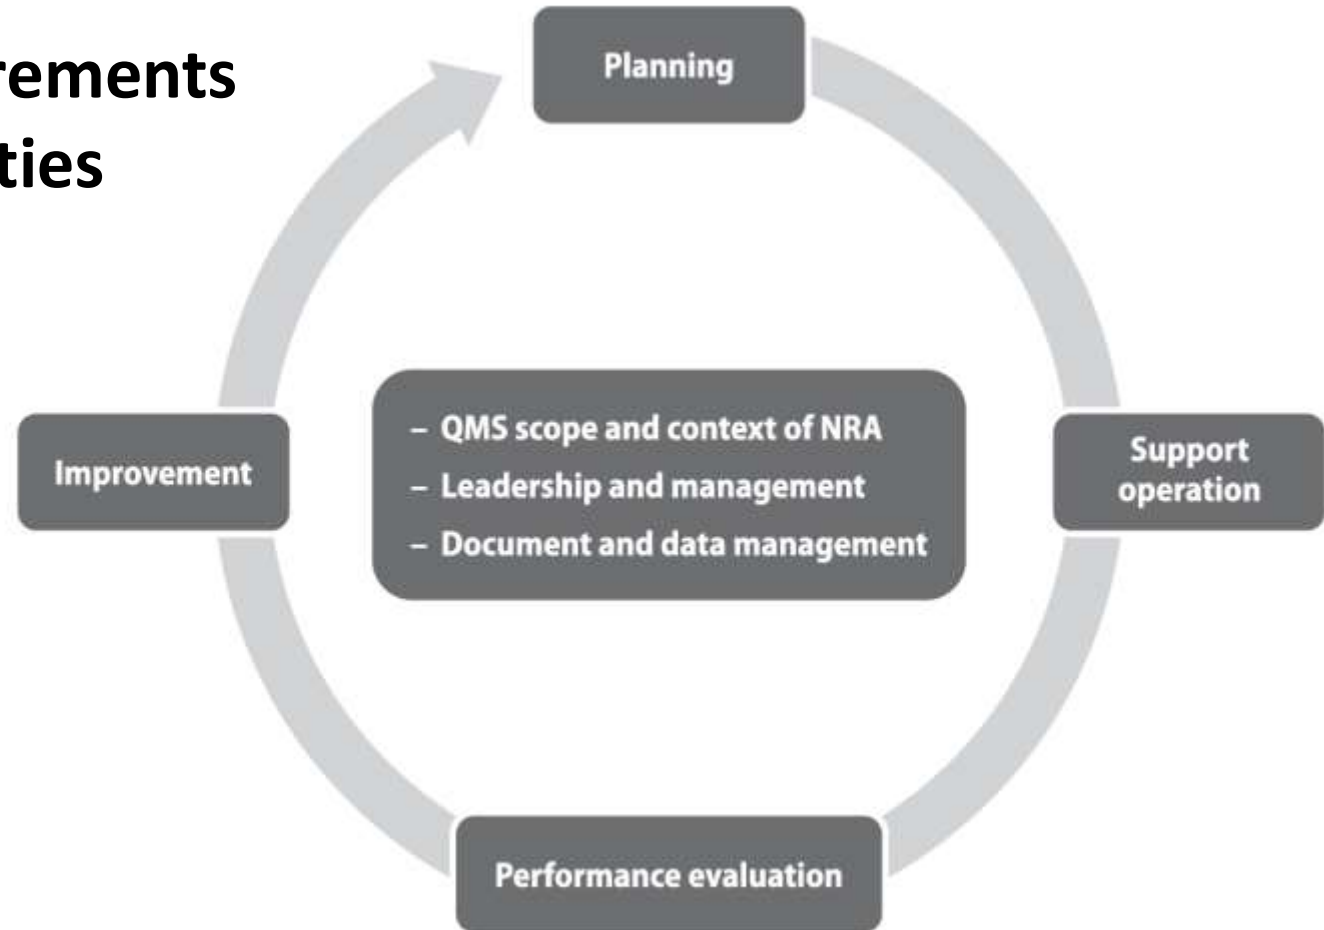 rements
ties
Planning
Support
operation
Performance evaluation
Improvement
– QMS scope and context of NRA
– Leadership and management
– Document and data management